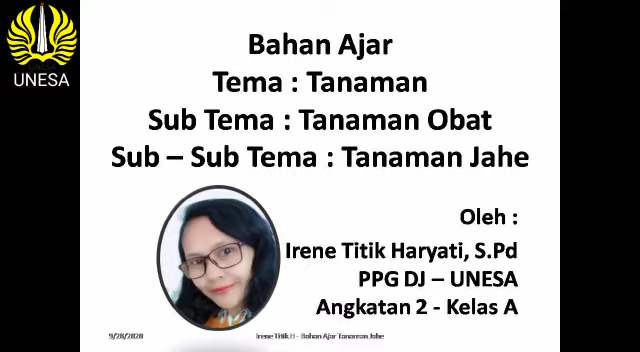 UNESA
Bahan Ajar
Tema : Tanaman
Sub Tema : Tanaman Obat
Sub – Sub Tema : Tanaman Jahe
Oleh :
Irene Titik Haryati, S.Pd
PPG DJ – UNESA
Angkatan 2 - Kelas A
9/28/2020
Irene Titik H - Bahan Ajar Tanaman Jahe